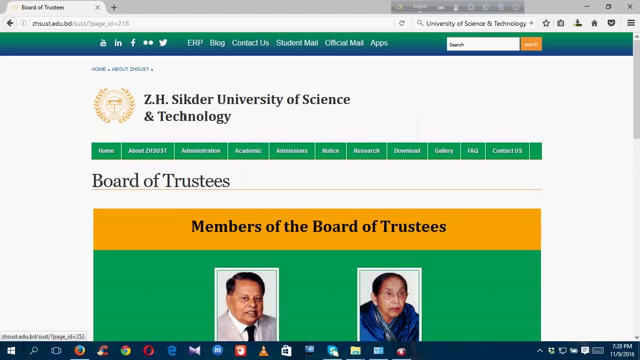 Board of Trustees
zhsust.edu.bd/sust/?page_id=218
University of Science & Technology
ERP Blog Contact Us Student Mail Official Mail Apps
Search
Search
HOME » ABOUT ZHSUST »
Z.H. Sikder University of Science
& Technology
Home About ZHSUST Administration Academic Admissions Notice Research Download Gallery FAQ Contact US
Board of Trustees
Members of the Board of Trustees
zhsust.edu.bd/sust/?page_id=252
7:28 PM
11/9/2016